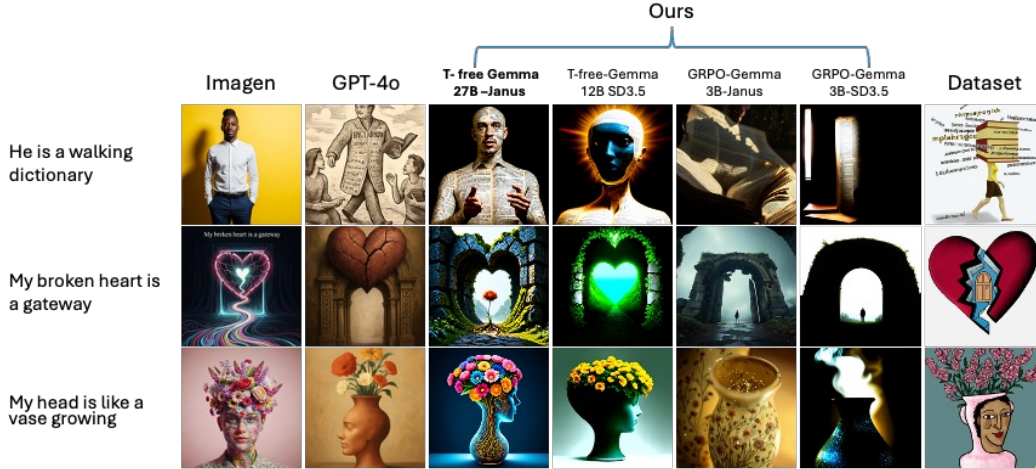 Ours
Imagen
GPT-4o
T- free Gemma
27B –Janus
T-free-Gemma
12B SD3.5
GRPO-Gemma
3B-Janus
GRPO-Gemma
3B-SD3.5
Dataset
He is a walking
dictionary
My broken heart is
a gateway
My broken heart is a gateway
My head is like a
vase growing